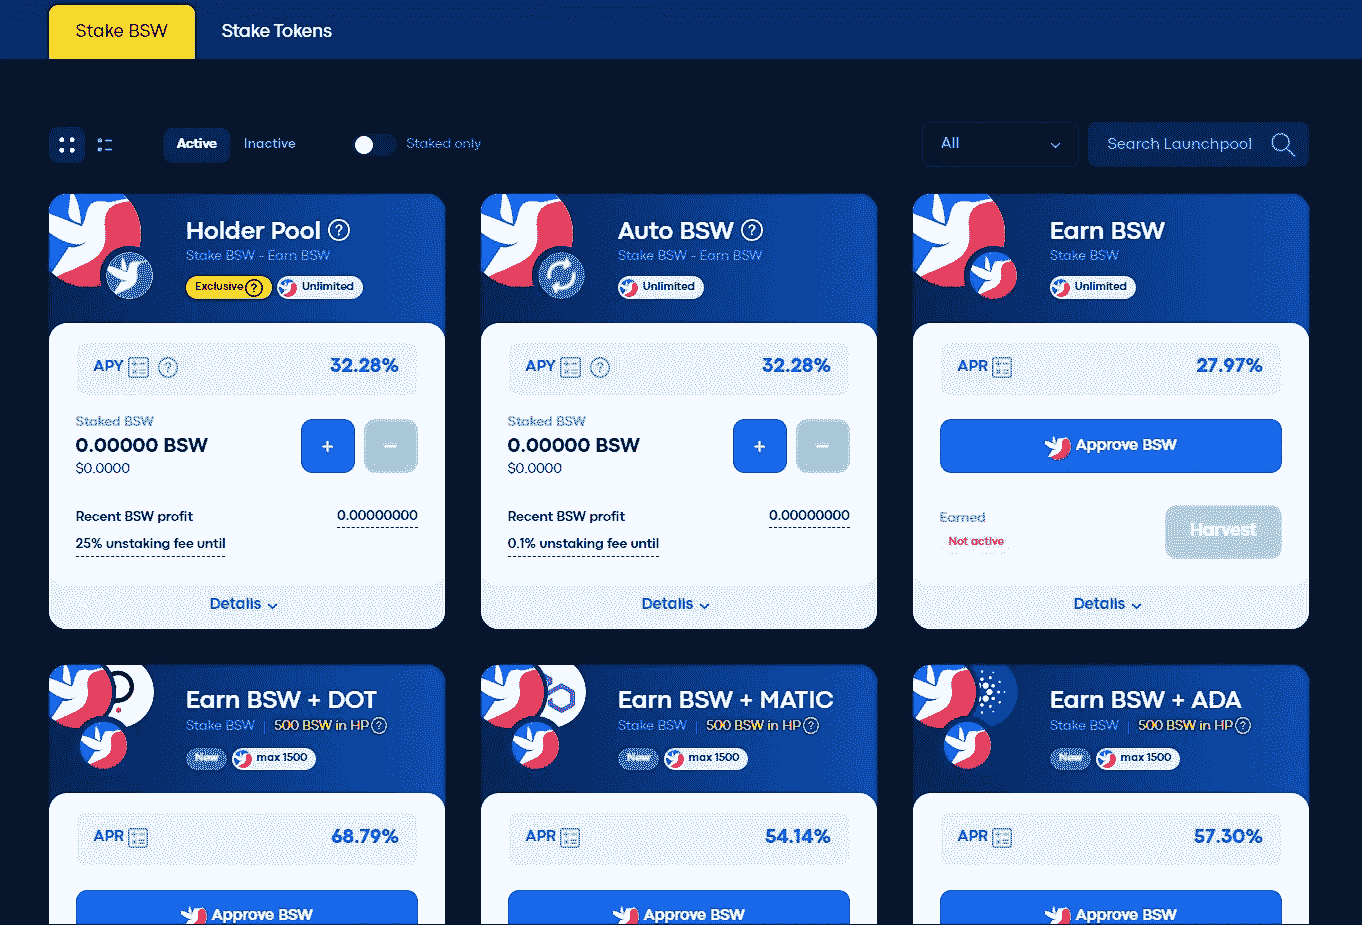 Stake BSW
Stake Tokens
Active
Inactive
Staked only
All
Search Launchpool
Holder Pool ?
Stake BSW - Earn BSW
Exclusive ?
Unlimited
APY ?
32.28%
Staked BSW
0.00000 BSW
$0.0000
+
−
Recent BSW profit
0.00000000
25% unstaking fee until
Details
Auto BSW ?
Stake BSW - Earn BSW
Unlimited
APY ?
32.28%
Staked BSW
0.00000 BSW
$0.0000
+
−
Recent BSW profit
0.00000000
0.1% unstaking fee until
Details
Earn BSW
Stake BSW
Unlimited
APR
27.97%
Approve BSW
Earned
Not active
Harvest
Details
Earn BSW + DOT
Stake BSW | 500 BSW in HP ?
New
max 1500
APR
68.79%
Approve BSW
Earn BSW + MATIC
Stake BSW | 500 BSW in HP ?
New
max 1500
APR
54.14%
Approve BSW
Earn BSW + ADA
Stake BSW | 500 BSW in HP ?
New
max 1500
APR
57.30%
Approve BSW